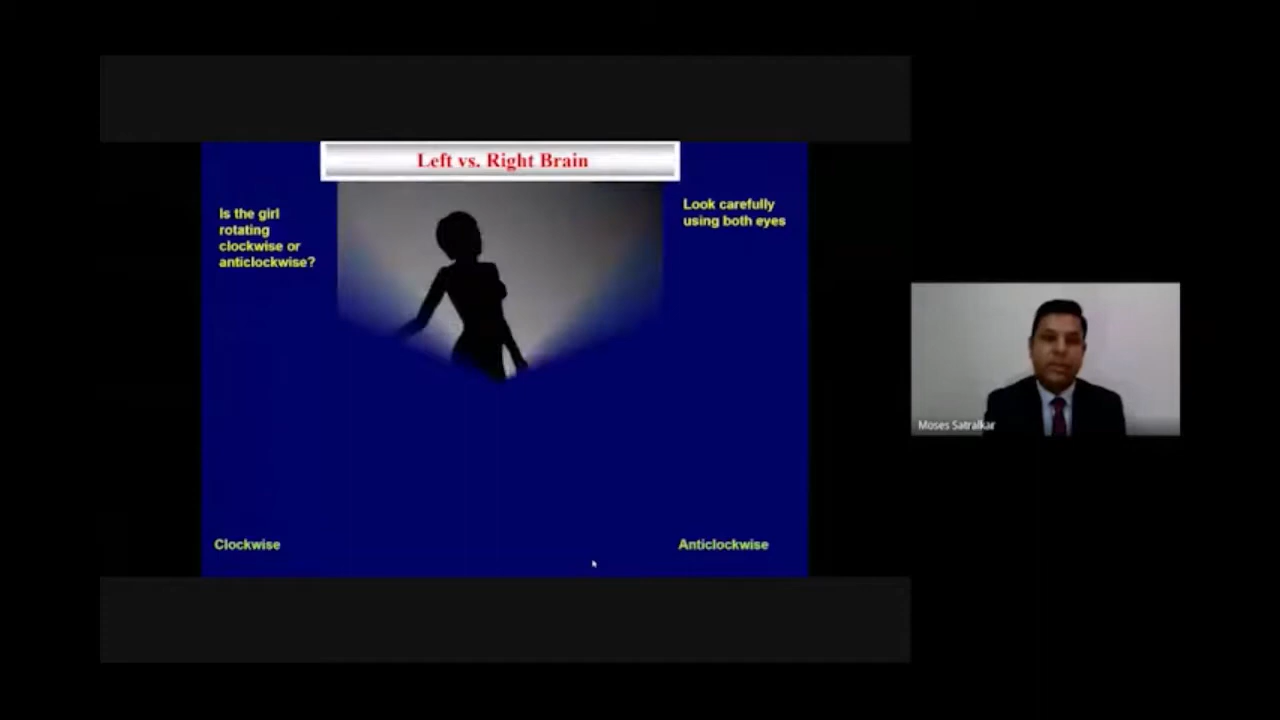 Left vs. Right Brain
Is the girl
rotating
clockwise or
anticlockwise?
Look carefully
using both eyes
Clockwise
Anticlockwise
Moses Satralkar